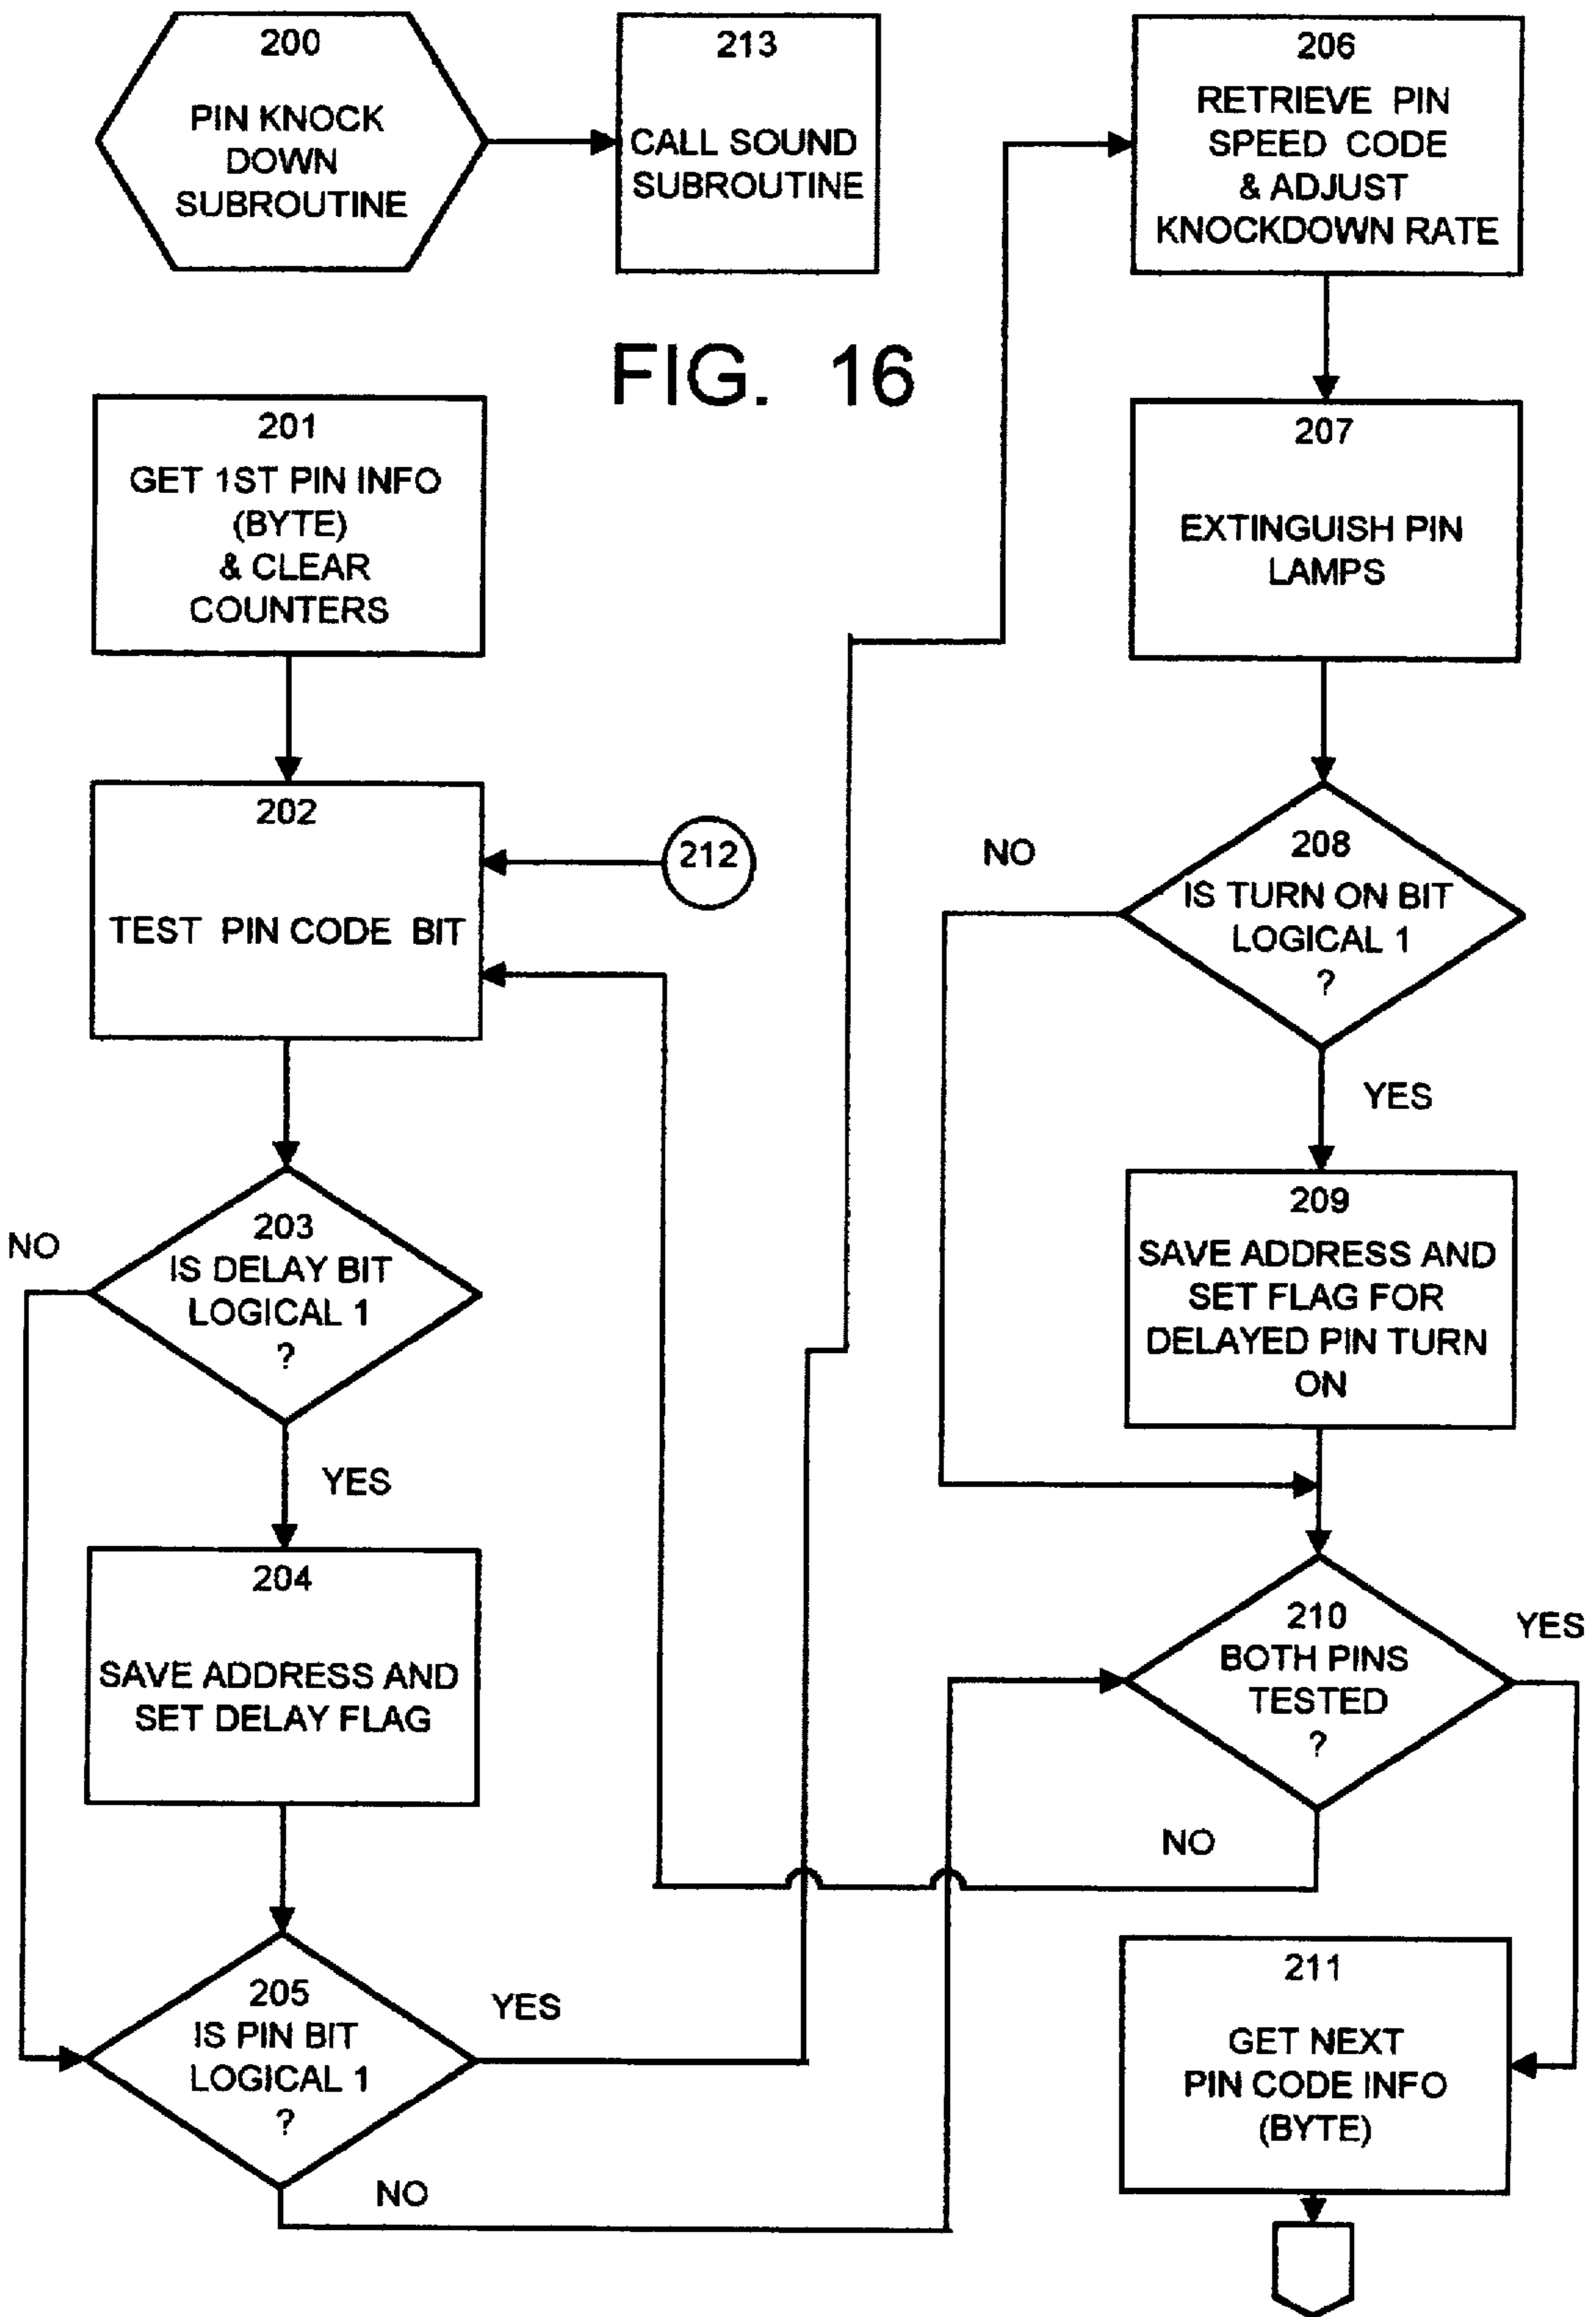 200
PIN KNOCK
DOWN
SUBROUTINE
213
CALL SOUND
SUBROUTINE
206
RETRIEVE PIN
SPEED CODE
& ADJUST
KNOCKDOWN RATE
FIG. 16
201
GET 1ST PIN INFO
(BYTE)
& CLEAR
COUNTERS
207
EXTINGUISH PIN
LAMPS
202
TEST PIN CODE BIT
212
NO
208
IS TURN ON BIT
LOGICAL 1
?
YES
NO
203
IS DELAY BIT
LOGICAL 1
?
YES
209
SAVE ADDRESS AND
SET FLAG FOR
DELAYED PIN TURN
ON
204
SAVE ADDRESS AND
SET DELAY FLAG
210
BOTH PINS
TESTED
?
YES
NO
205
IS PIN BIT
LOGICAL 1
?
YES
NO
211
GET NEXT
PIN CODE INFO
(BYTE)